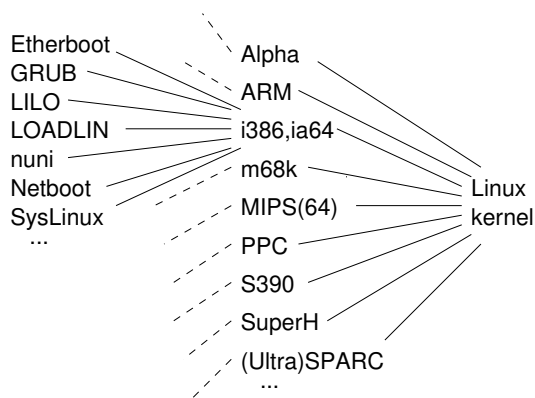 Etherboot
GRUB
LILO
LOADLIN
nuni
Netboot
SysLinux
...
Alpha
ARM
i386,ia64
m68k
MIPS(64)
PPC
S390
SuperH
(Ultra)SPARC
...
Linux
kernel